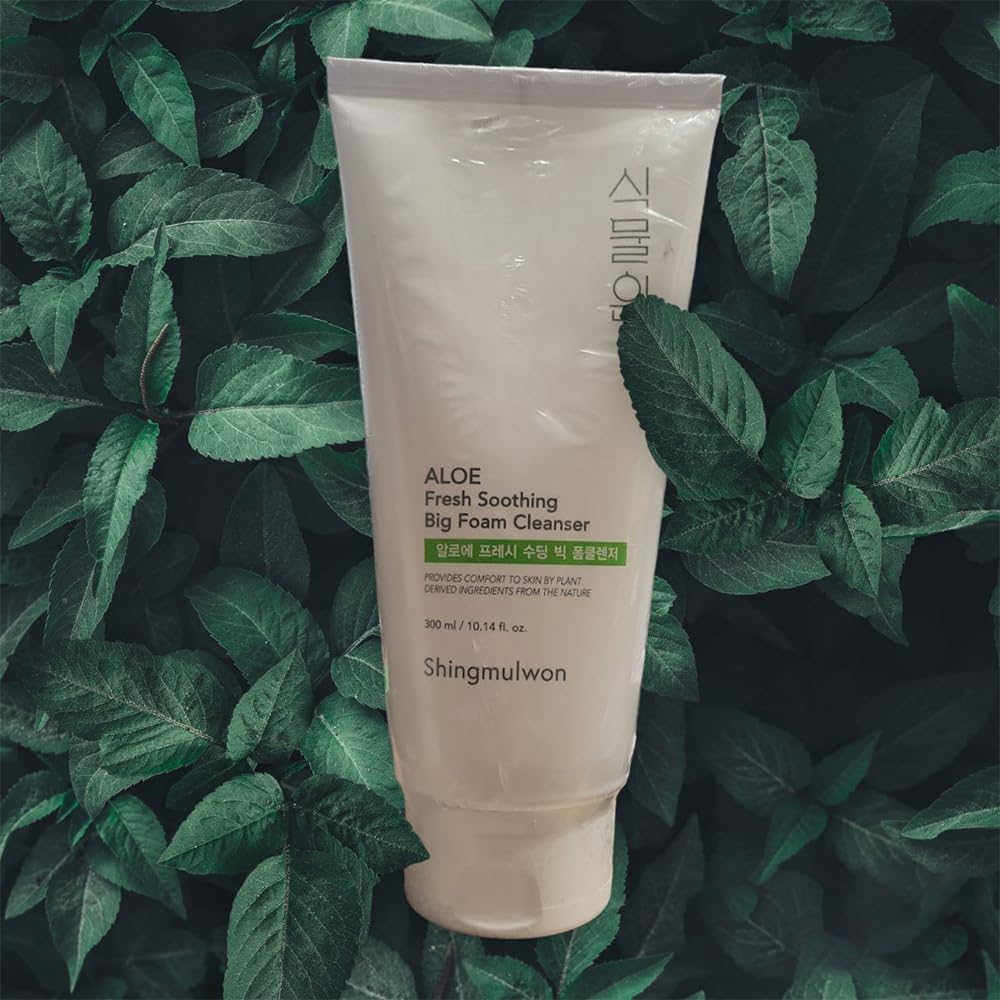 식물원
ALOE
Fresh Soothing
Big Foam Cleanser
알로에 프레시 수딩 빅 폼클렌저
PROVIDES COMFORT TO SKIN BY PLANT
DERIVED INGREDIENTS FROM THE NATURE
300 ml / 10.14 fl. oz.
Shingmulwon